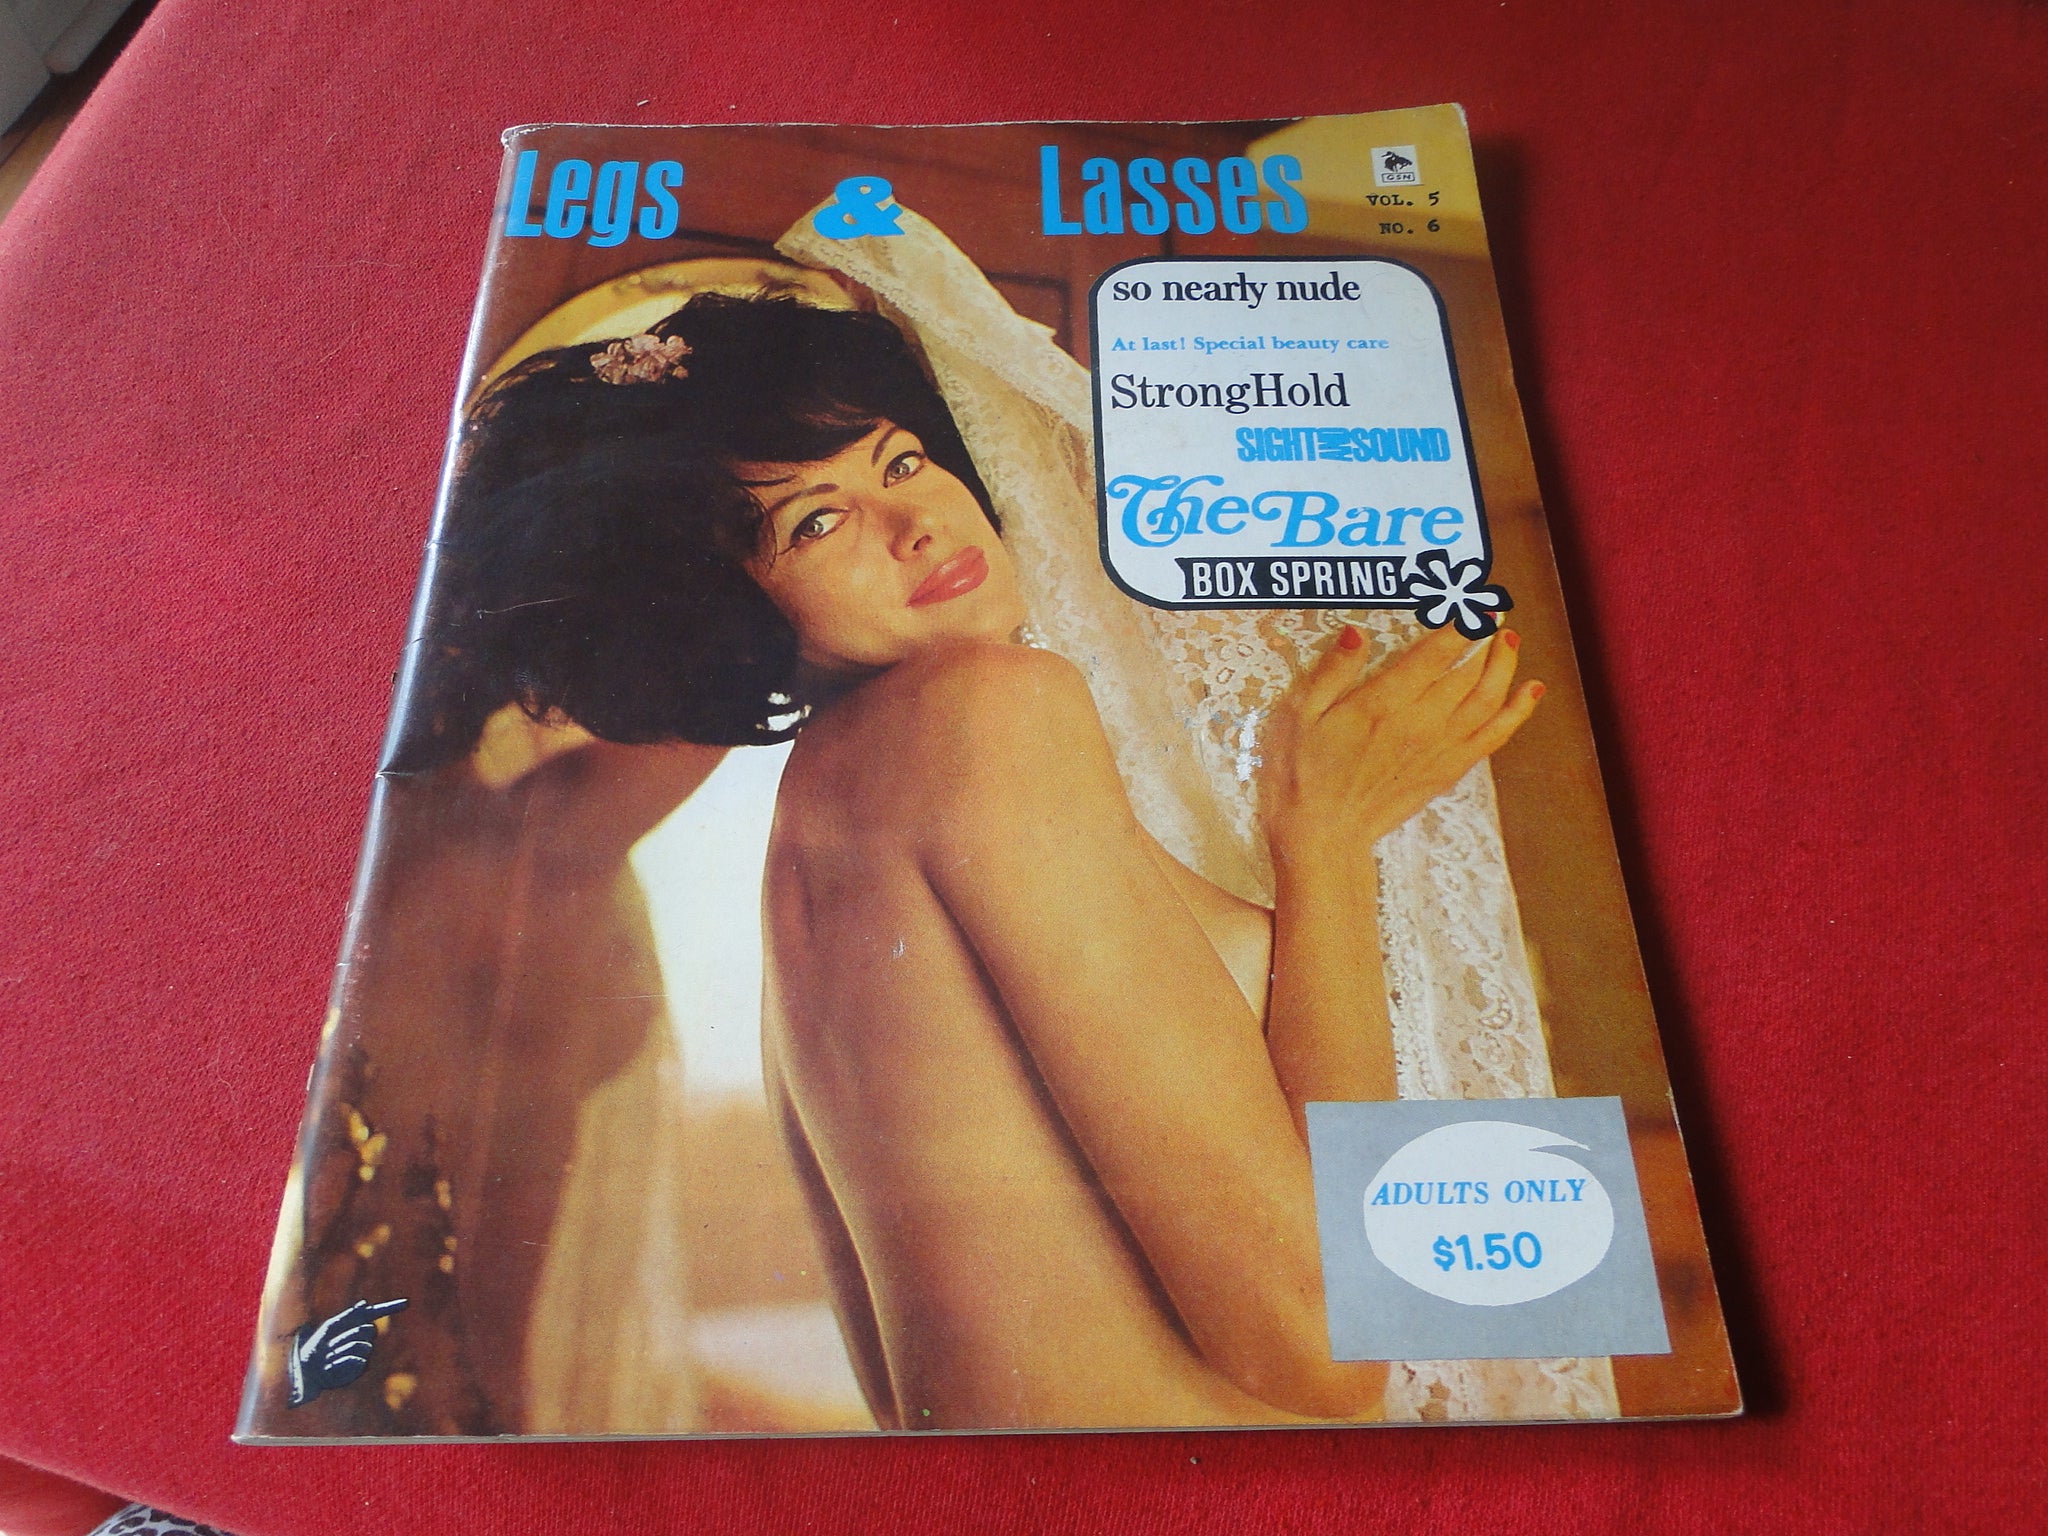 Legs & Lasses
GSN
VOL. 5
NO. 6
so nearly nude
At last! Special beauty care
StrongHold
SIGHT AND SOUND
The Bare
BOX SPRING
ADULTS ONLY
$1.50